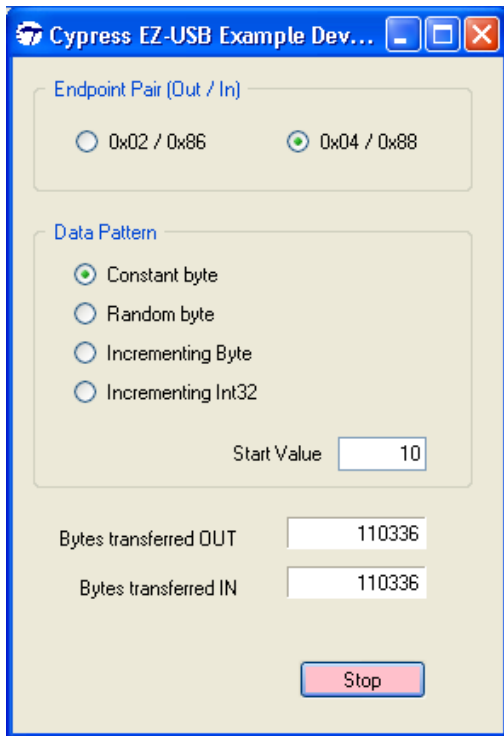 Cypress EZ-USB Example Dev...
Endpoint Pair (Out / In)
0x02 / 0x86 0x04 / 0x88
Data Pattern
Constant byte
Random byte
Incrementing Byte
Incrementing Int32
Start Value 10
Bytes transferred OUT 110336
Bytes transferred IN 110336
Stop